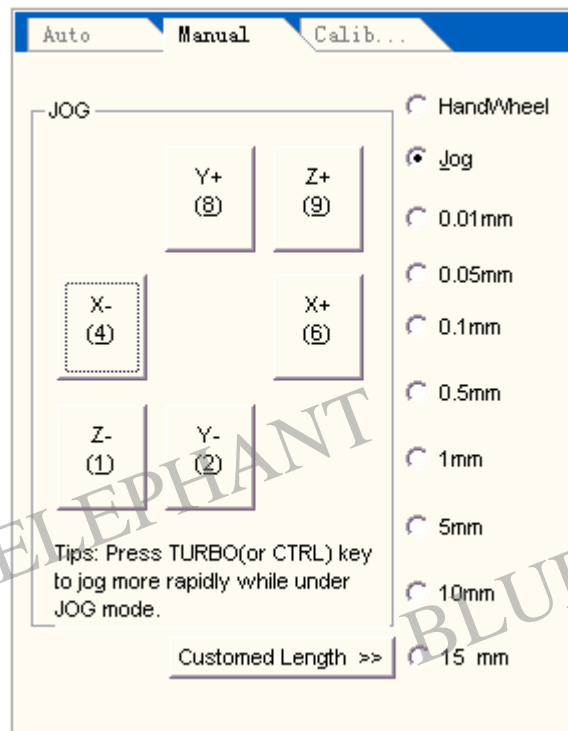 Auto Manual Calib...
JOG
Y+
(8)
Z+
(9)
X-
(4)
X+
(6)
Z-
(1)
Y-
(2)
Tips: Press TURBO(or CTRL) key
to jog more rapidly while under
JOG mode.
Customed Length >>
HandWheel
Jog
0.01mm
0.05mm
0.1mm
0.5mm
1mm
5mm
10mm
15 mm
ELEPHANT
BLU